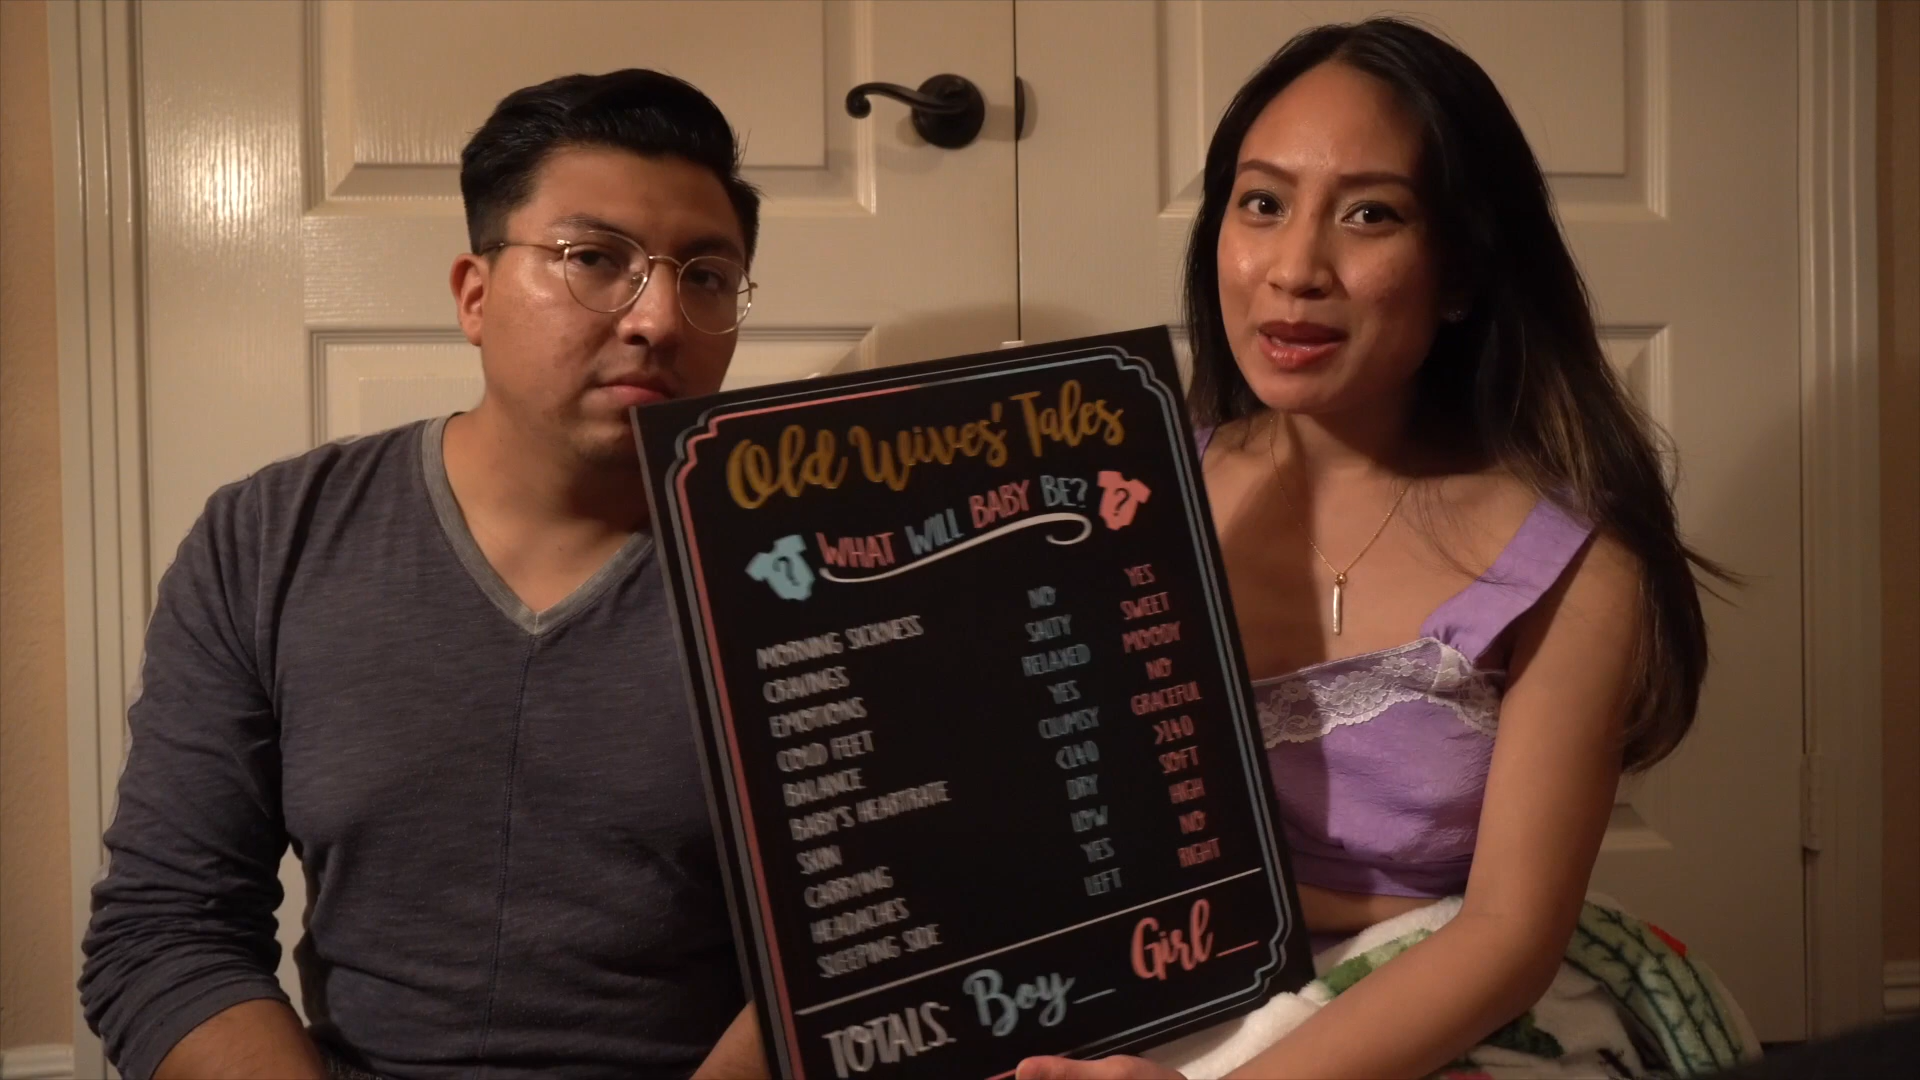 Old Wives' Tales
? WHAT WILL BABY BE? ?
MORNING SICKNESS NO YES
CRAVINGS SALTY SWEET
EMOTIONS RELAXED MOODY
COLD FEET YES NO
BALANCE CLUMSY GRACEFUL
BABY'S HEARTRATE <140 >140
SKIN DRY SOFT
CARRYING LOW HIGH
HEADACHES YES NO
SLEEPING SIDE LEFT RIGHT
TOTALS: Boy_ Girl_